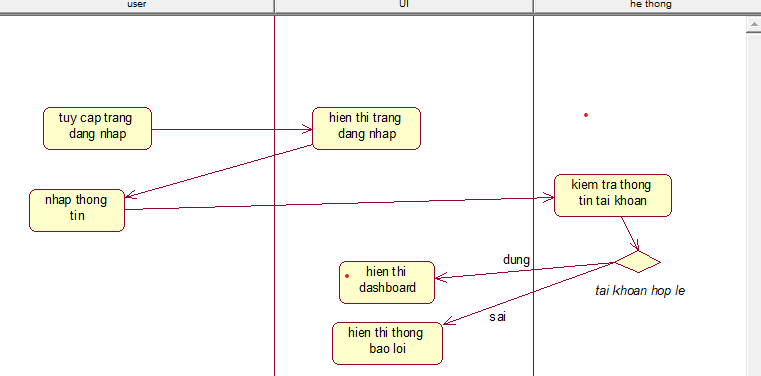 user
UI
he thong
tuy cap trang
dang nhap
hien thi trang
dang nhap
nhap thong
tin
kiem tra thong
tin tai khoan
dung
hien thi
dashboard
tai khoan hop le
sai
hien thi thong
bao loi